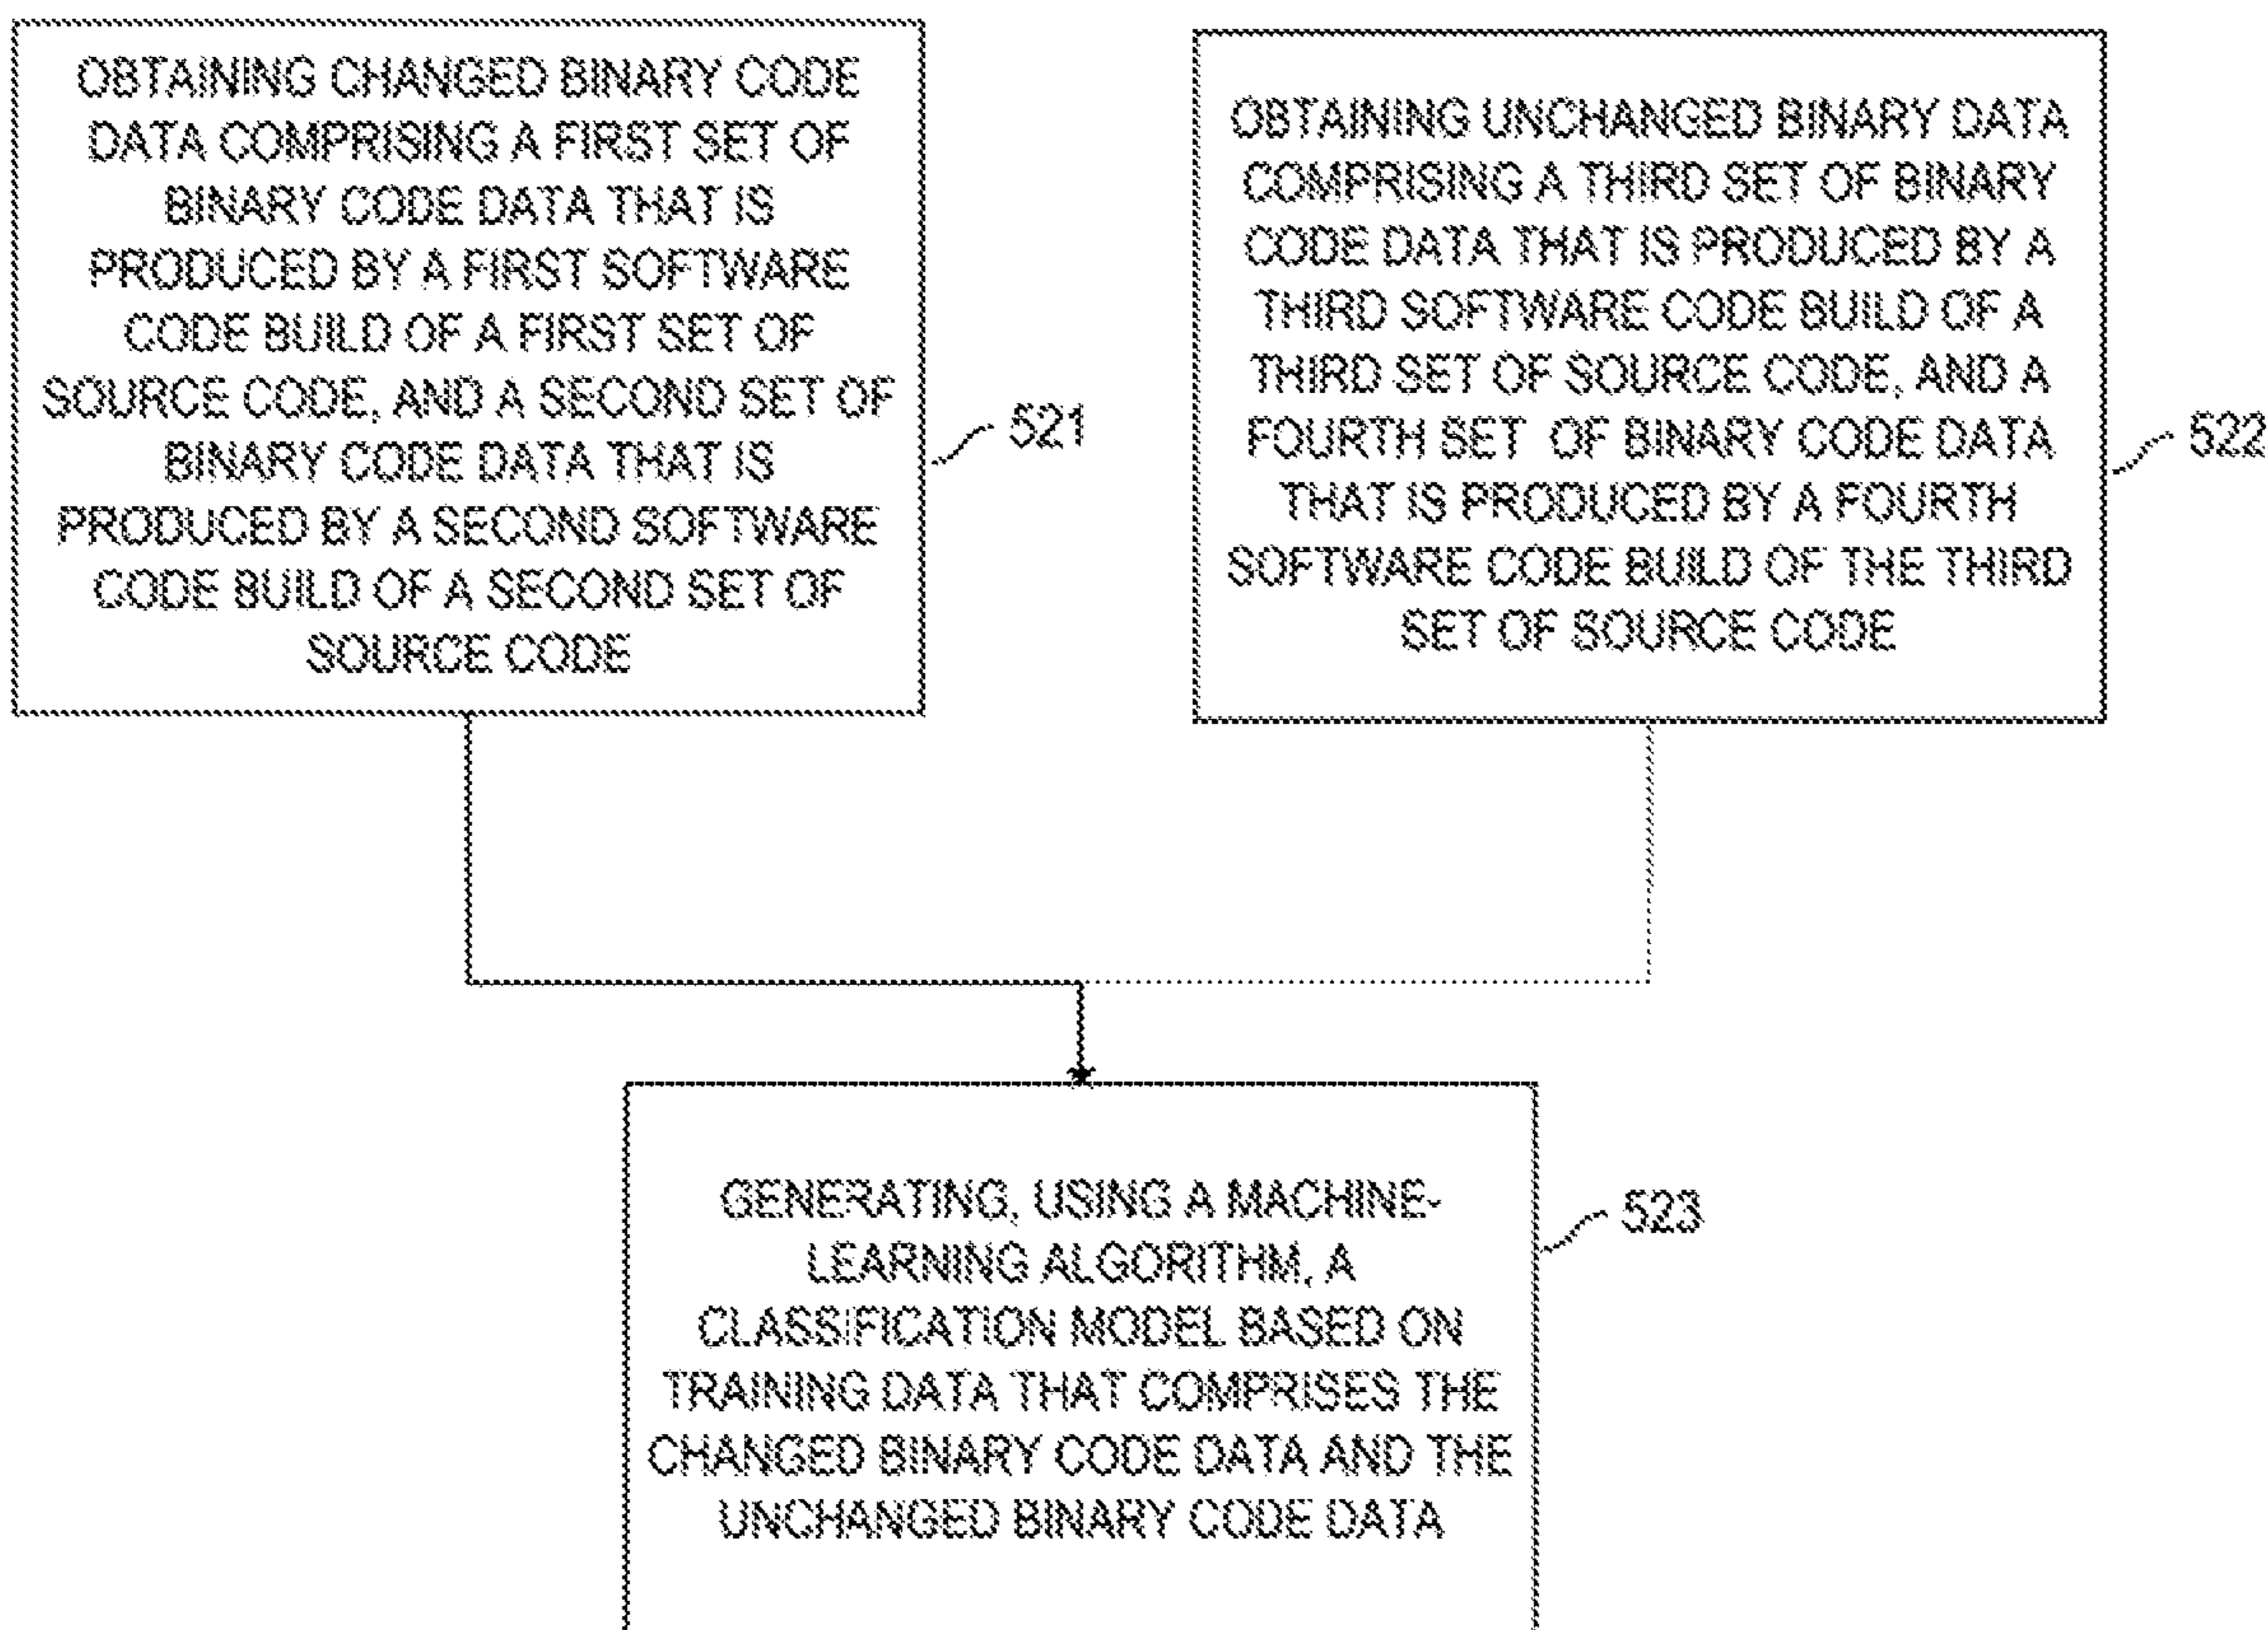 OBTAINING CHANGED BINARY CODE
DATA COMPRISING A FIRST SET OF
BINARY CODE DATA THAT IS
PRODUCED BY A FIRST SOFTWARE
CODE BUILD OF A FIRST SET OF
SOURCE CODE, AND A SECOND SET OF
BINARY CODE DATA THAT IS
PRODUCED BY A SECOND SOFTWARE
CODE BUILD OF A SECOND SET OF
SOURCE CODE
521
OBTAINING UNCHANGED BINARY DATA
COMPRISING A THIRD SET OF BINARY
CODE DATA THAT IS PRODUCED BY A
THIRD SOFTWARE CODE BUILD OF A
THIRD SET OF SOURCE CODE, AND A
FOURTH SET OF BINARY CODE DATA
THAT IS PRODUCED BY A FOURTH
SOFTWARE CODE BUILD OF THE THIRD
SET OF SOURCE CODE
522
GENERATING, USING A MACHINE-
LEARNING ALGORITHM, A
CLASSIFICATION MODEL BASED ON
TRAINING DATA THAT COMPRISES THE
CHANGED BINARY CODE DATA AND THE
UNCHANGED BINARY CODE DATA
523